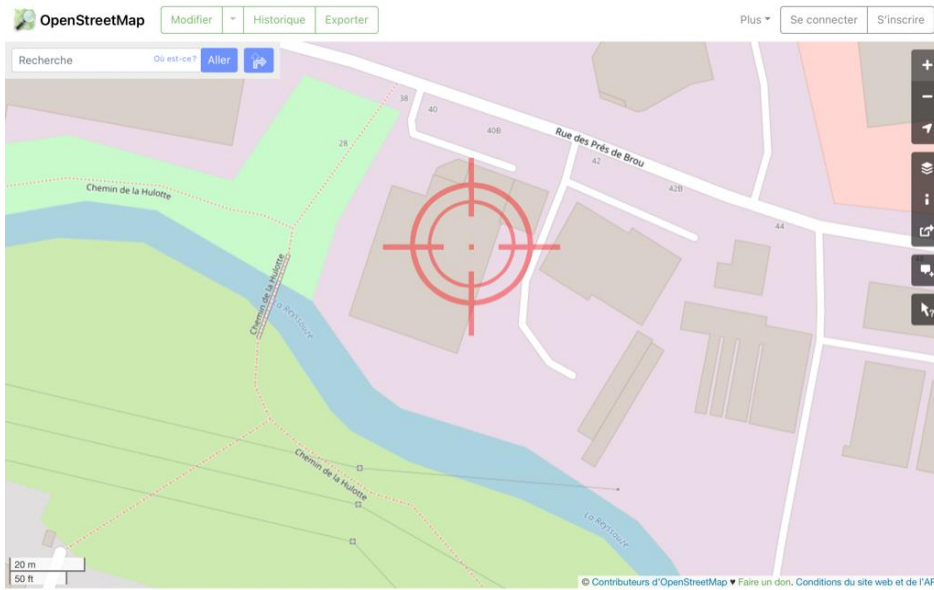 OpenStreetMap
Modifier
Historique
Exporter
Plus
Se connecter
S'inscrire
Recherche
Où est-ce ?
Aller
38
40
40B
28
Rue des Prés de Brou
42
42B
44
Chemin de la Hulotte
Chemin de la Hulotte
La Reyssouze
Chemin de la Hulotte
La Reyssouze
20 m
50 ft
© Contributeurs d'OpenStreetMap ♥ Faire un don. Conditions du site web et de l'AP